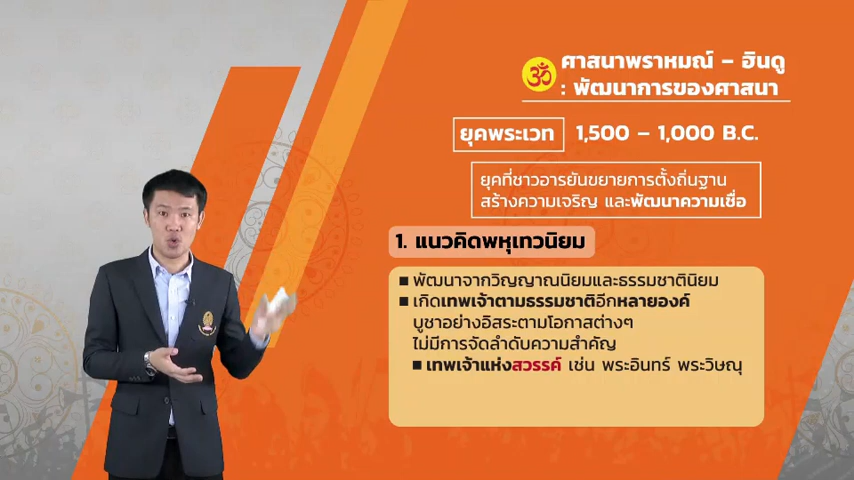 ศาสนาพราหมณ์ – ฮินดู
ॐ : พัฒนาการของศาสนา
ยุคพระเวท 1,500 – 1,000 B.C.
ยุคที่ชาวอารยันขยายการตั้งถิ่นฐาน
สร้างความเจริญ และพัฒนาความเชื่อ
1. แนวคิดพหุเทวนิยม
■ พัฒนาจากวิญญาณนิยมและธรรมชาตินิยม
■ เกิดเทพเจ้าตามธรรมชาติอีกหลายองค์
บูชาอย่างอิสระตามโอกาสต่างๆ
ไม่มีการจัดลำดับความสำคัญ
■ เทพเจ้าแห่งสวรรค์ เช่น พระอินทร์ พระวิษณุ